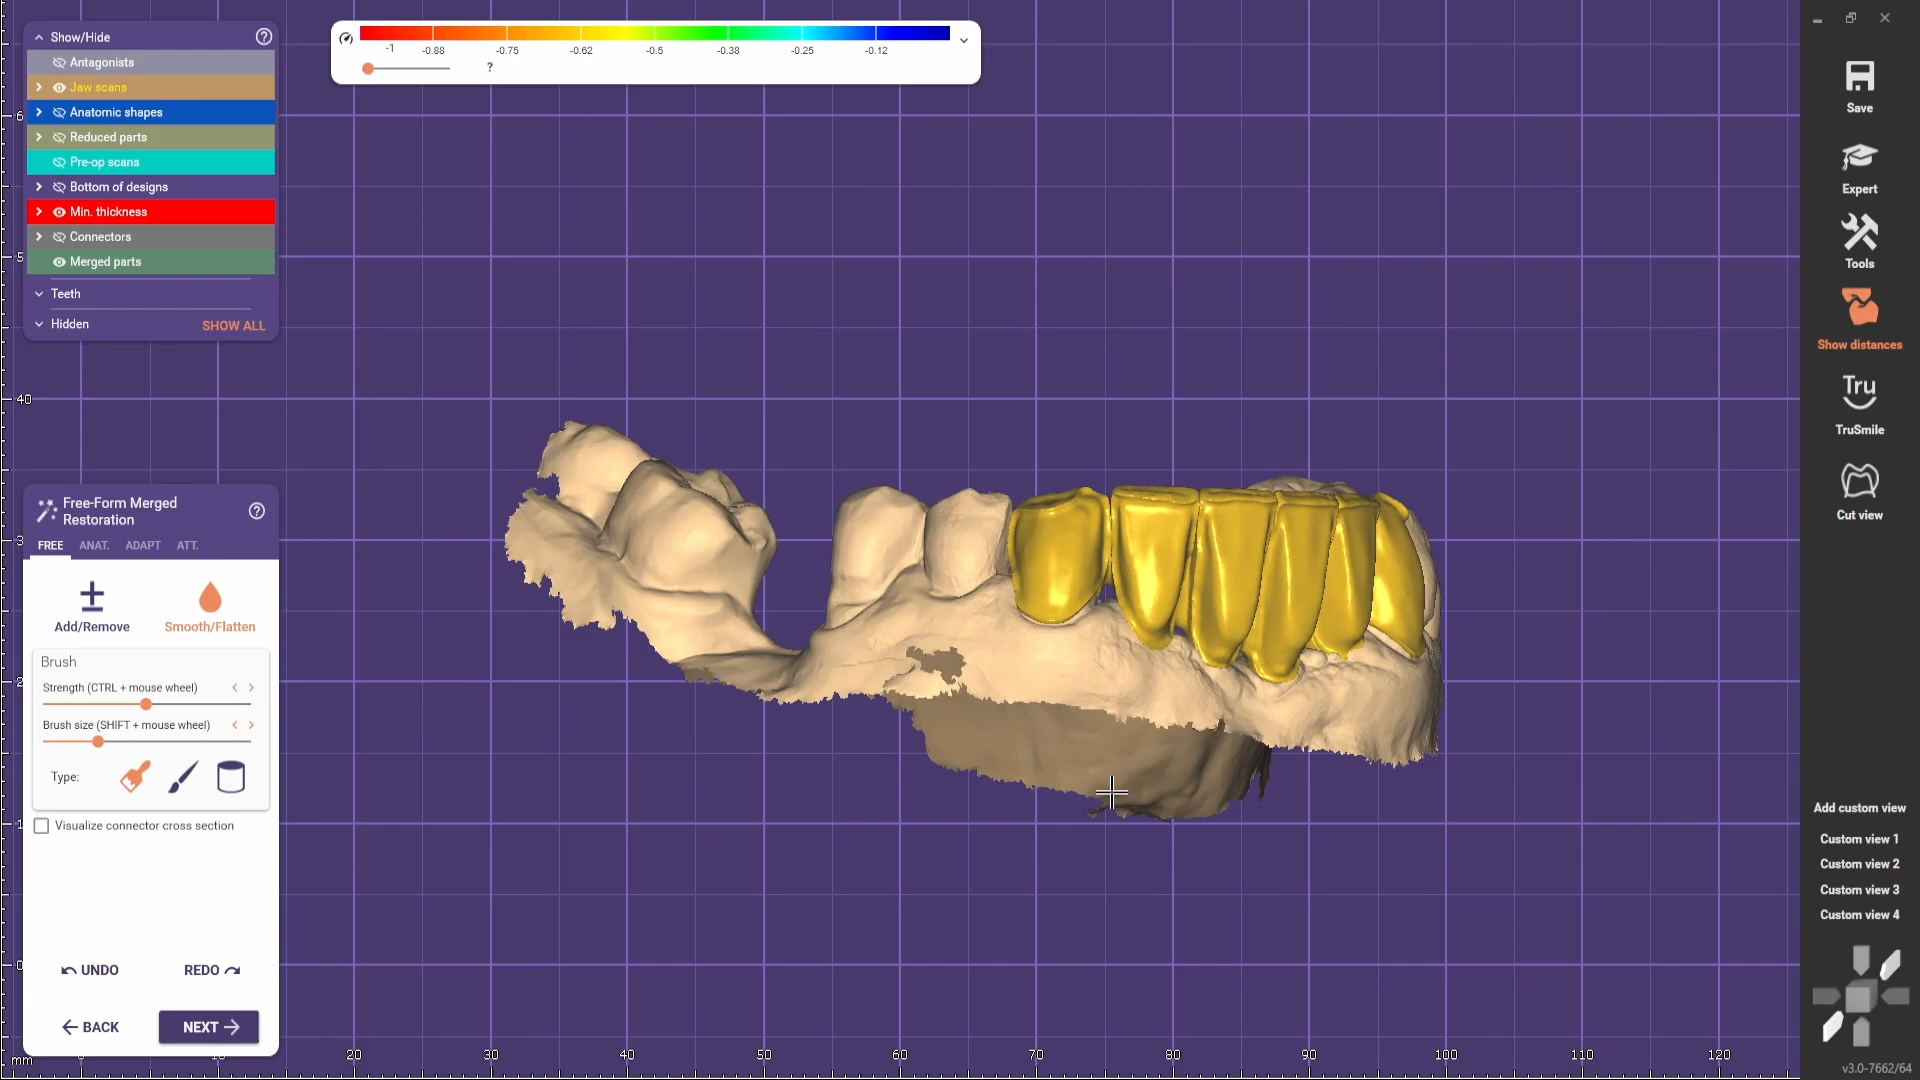 Show/Hide
Antagonists
Jaw scans
Anatomic shapes
Reduced parts
Pre-op scans
Bottom of designs
Min. thickness
Connectors
Merged parts
Teeth
Hidden SHOW ALL
-1 -0.88 -0.75 -0.62 -0.5 -0.38 -0.25 -0.12
?
Free-Form Merged
Restoration
FREE ANAT. ADAPT ATT.
Add/Remove Smooth/Flatten
Brush
Strength (CTRL + mouse wheel)
Brush size (SHIFT + mouse wheel)
Type:
Visualize connector cross section
UNDO REDO
BACK NEXT
Save
Expert
Tools
Show distances
Tru
TruSmile
Cut view
Add custom view
Custom view 1
Custom view 2
Custom view 3
Custom view 4
v3.0-7662/64
40
mm 20 30 40 50 60 70 80 90 100 110 120